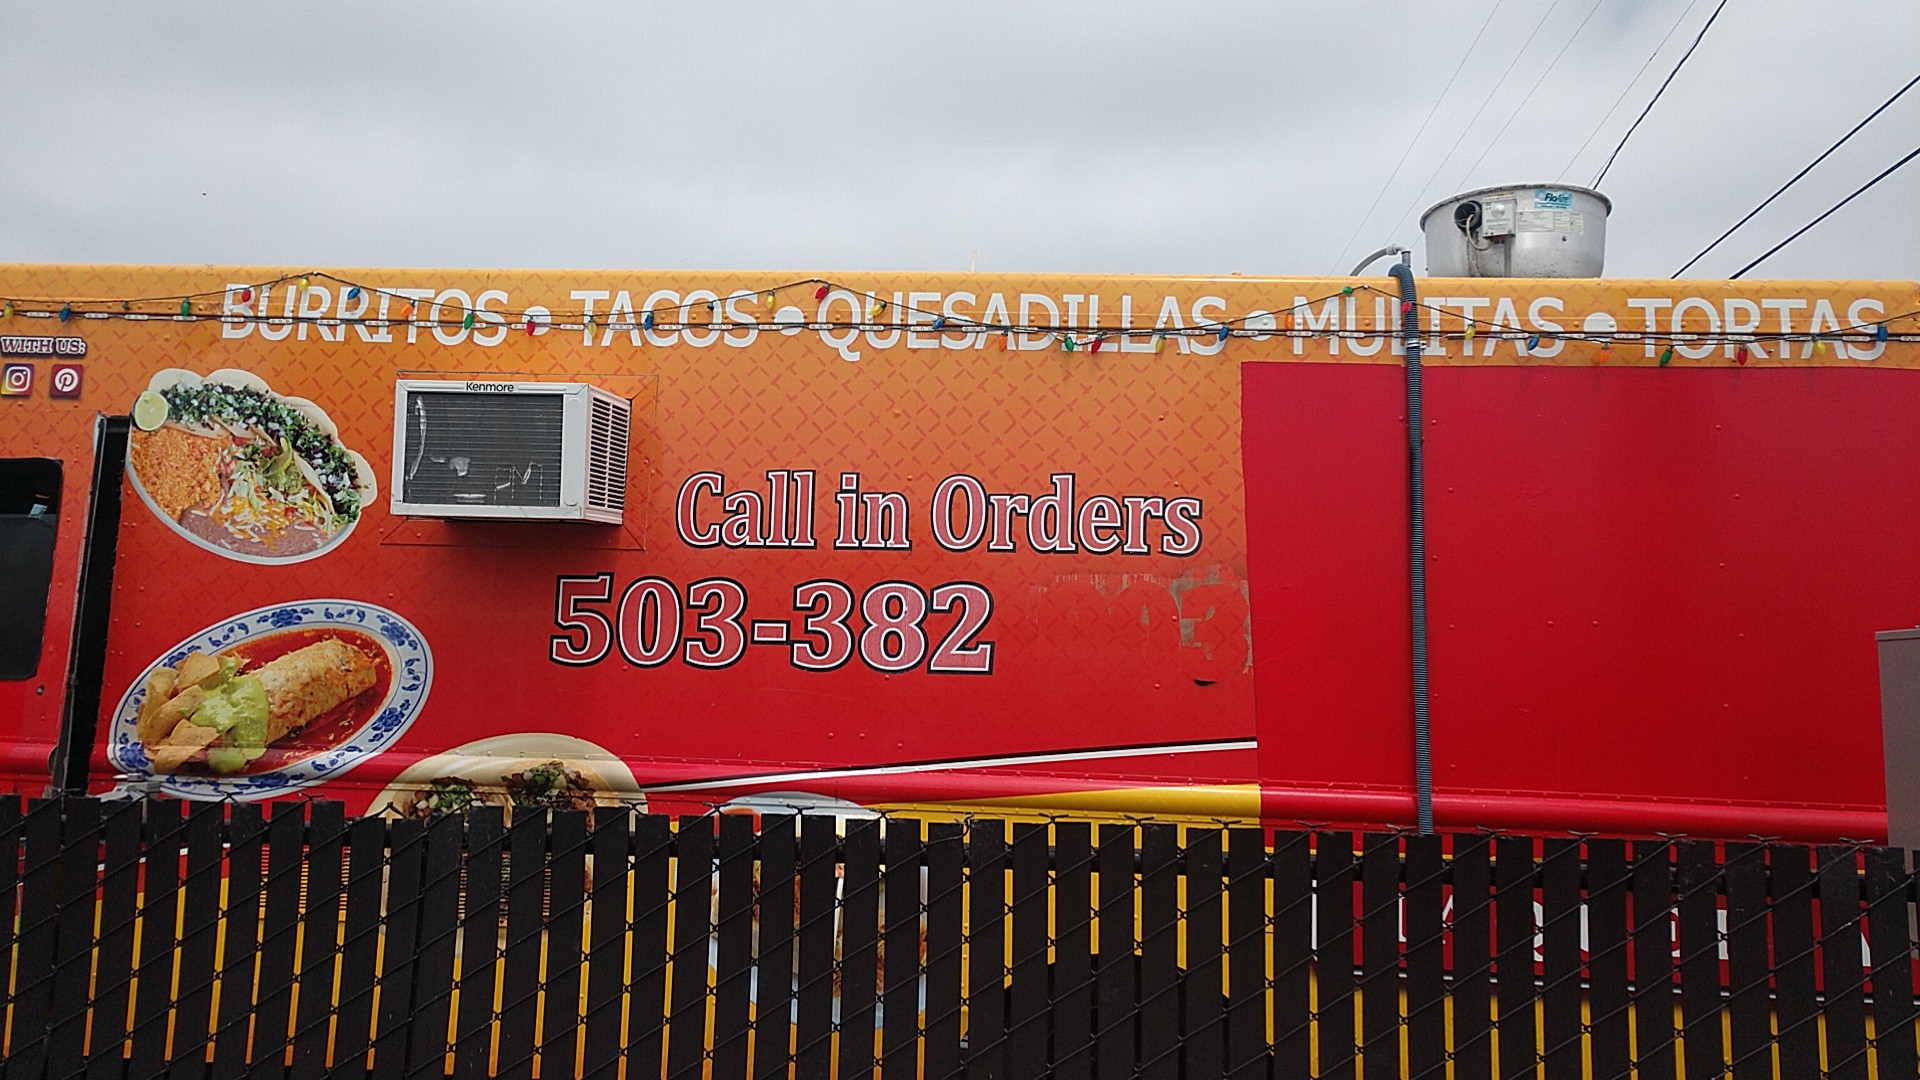 BURRITOS • TACOS • QUESADILLAS • MULITAS • TORTAS
WITH US:
Kenmore
Call in Orders
503-382